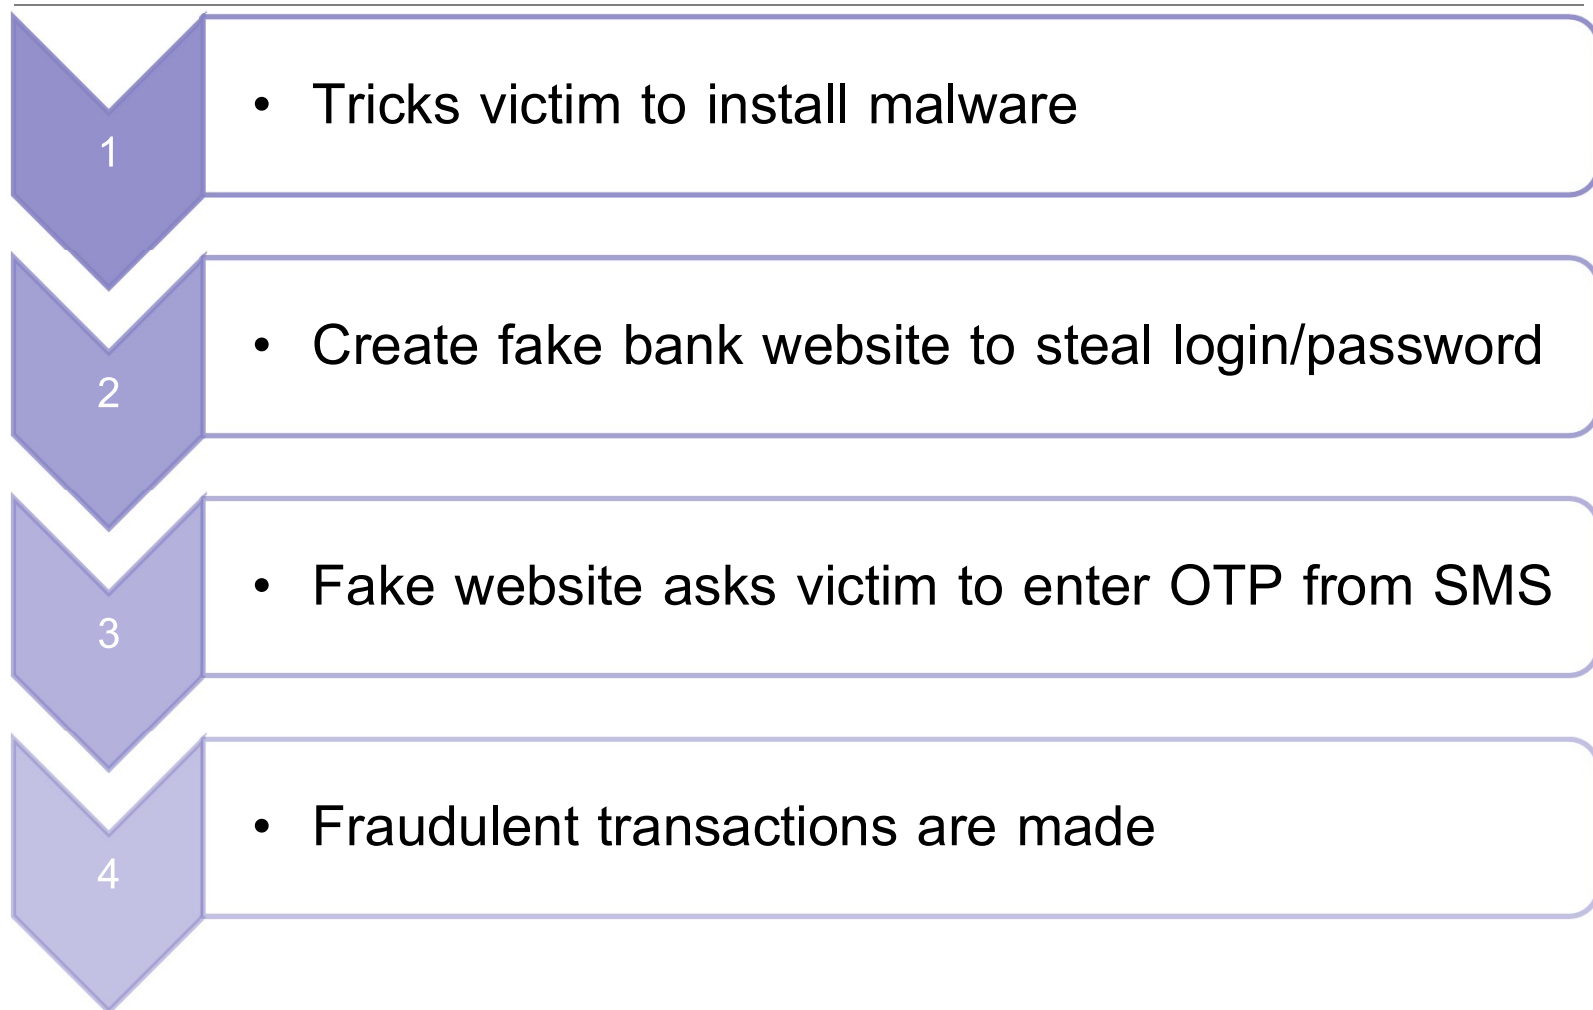 1
• Tricks victim to install malware
2
• Create fake bank website to steal login/password
3
• Fake website asks victim to enter OTP from SMS
4
• Fraudulent transactions are made